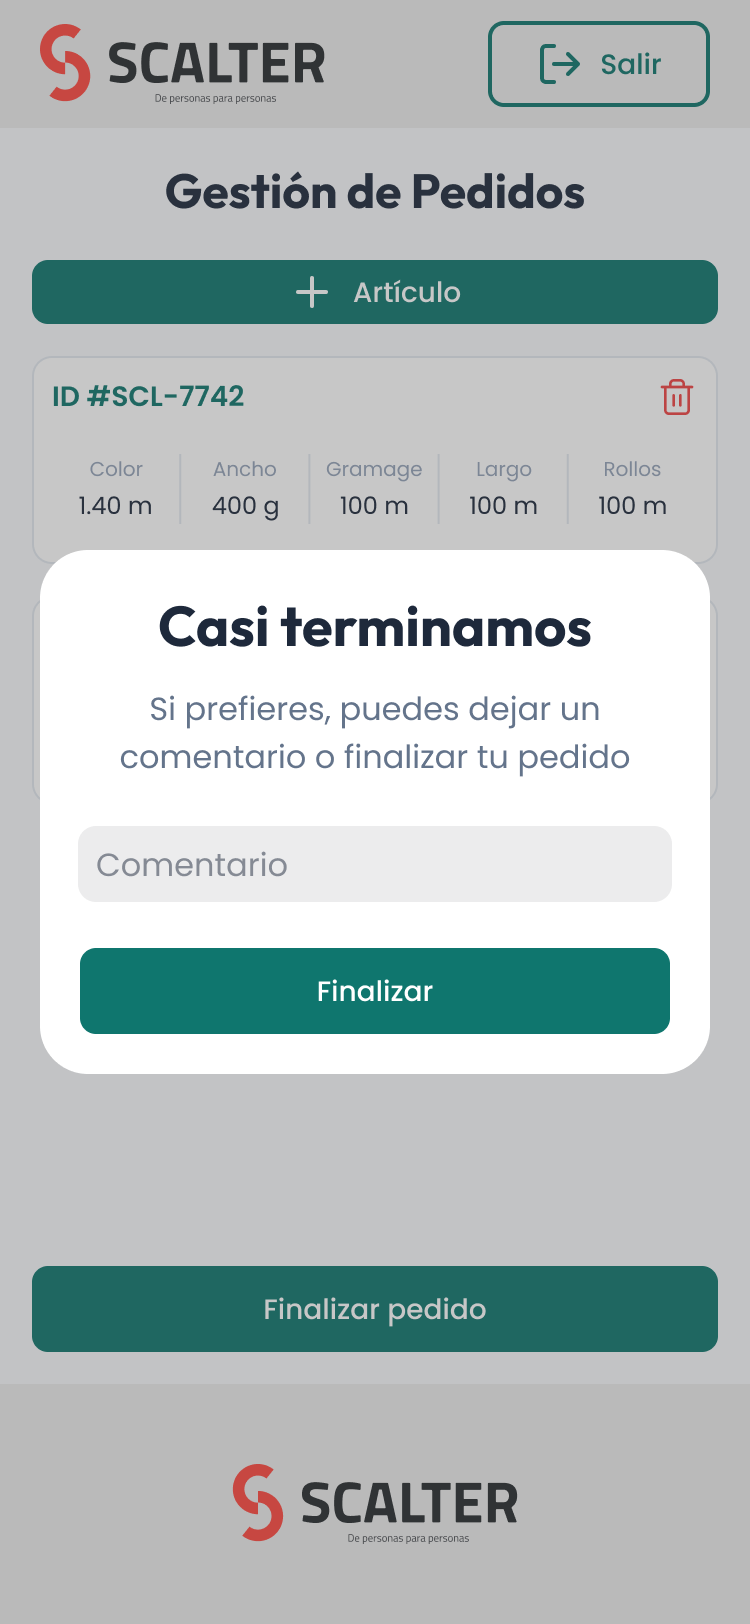 SCALTER
De personas para personas
Salir
Gestión de Pedidos
Artículo
ID #SCL-7742
Color Ancho Gramage Largo Rollos
1.40 m 400 g 100 m 100 m 100 m
Casi terminamos
Si prefieres, puedes dejar un
comentario o finalizar tu pedido
Comentario
Finalizar
Finalizar pedido
SCALTER
De personas para personas